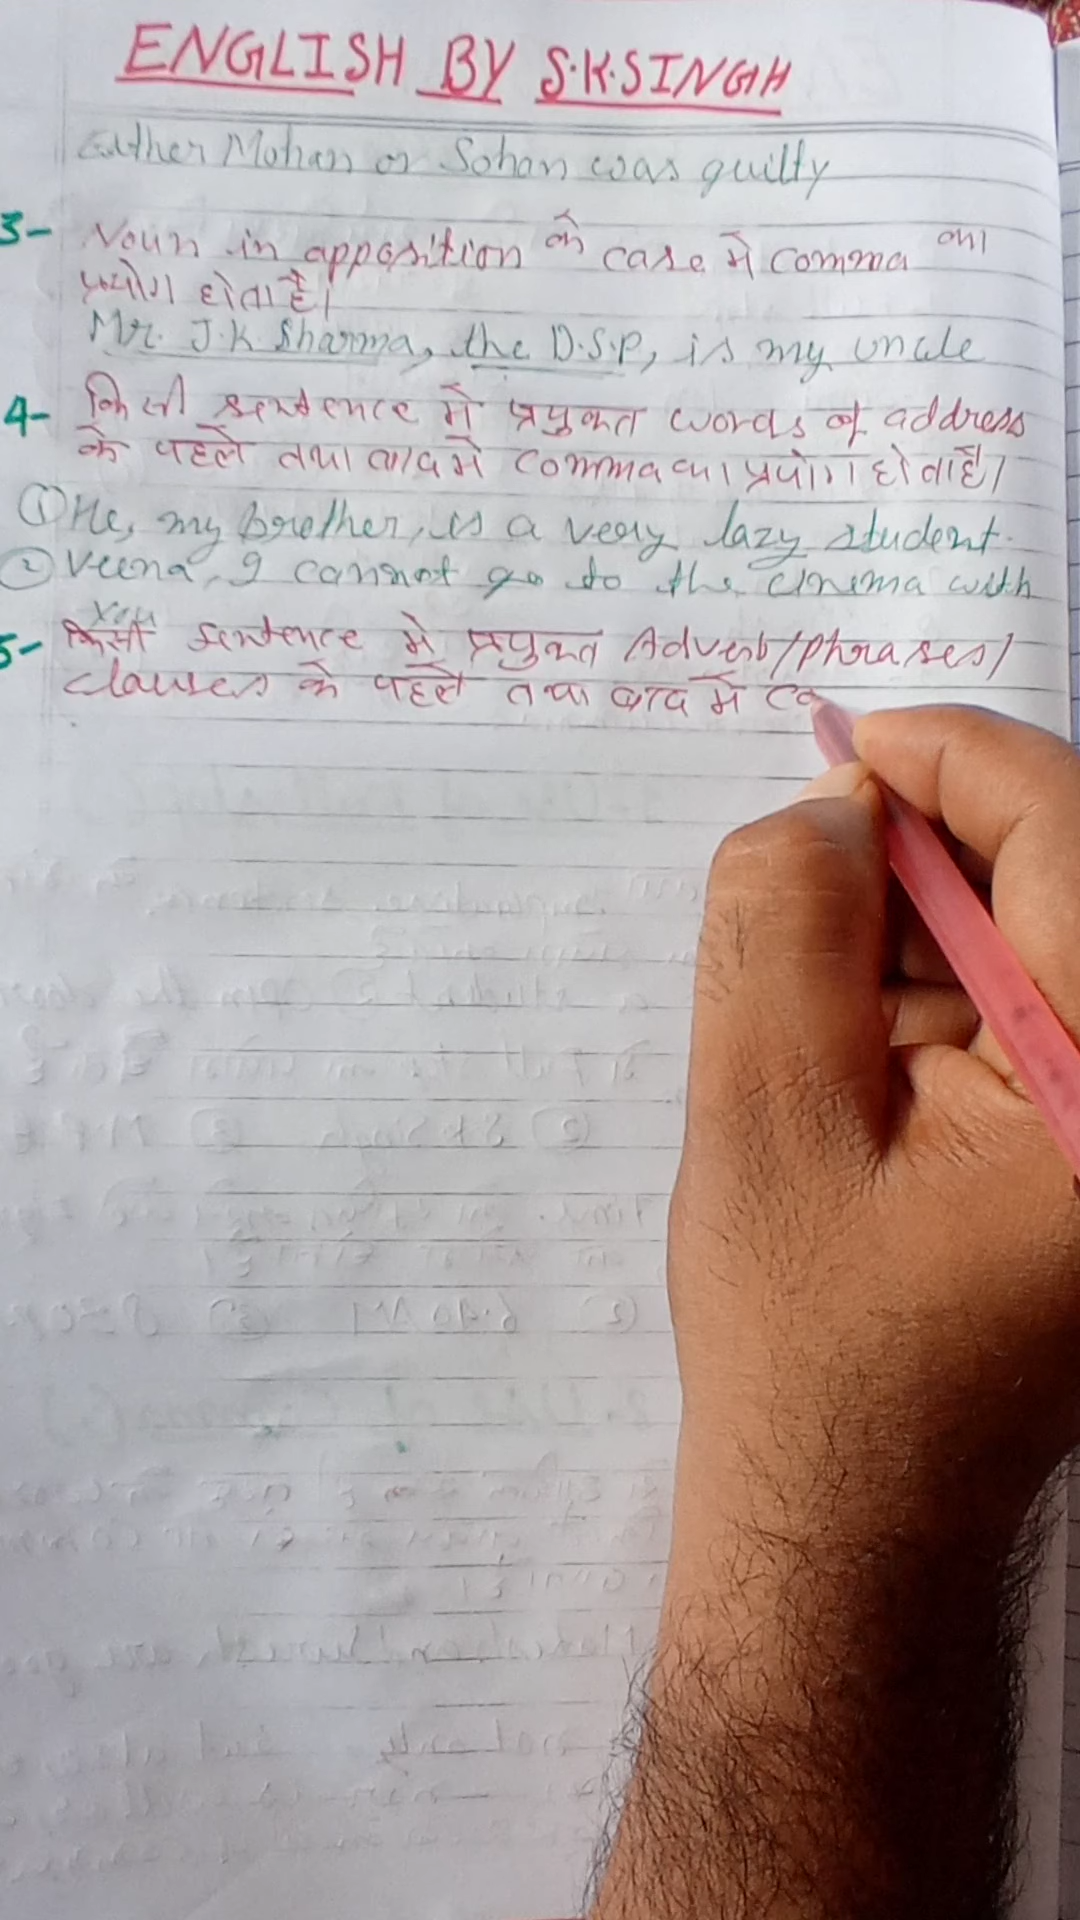 ENGLISH BY S.K.SINGH
Either Mohan or Sohan was guilty
3- Noun in apposition के case में comma का
प्रयोग होता है।
Mr. J.K Sharma, the D.S.P, is my uncle
4- किसी sentence में प्रयुक्त words of address
के पहले तथा बाद में comma का प्रयोग होता है।
① He, my brother, is a very lazy student.
② Veena, I cannot go to the cinema with
you
5- किसी sentence में प्रयुक्त Adverb/phrases/
clauses के पहले तथा बाद में co